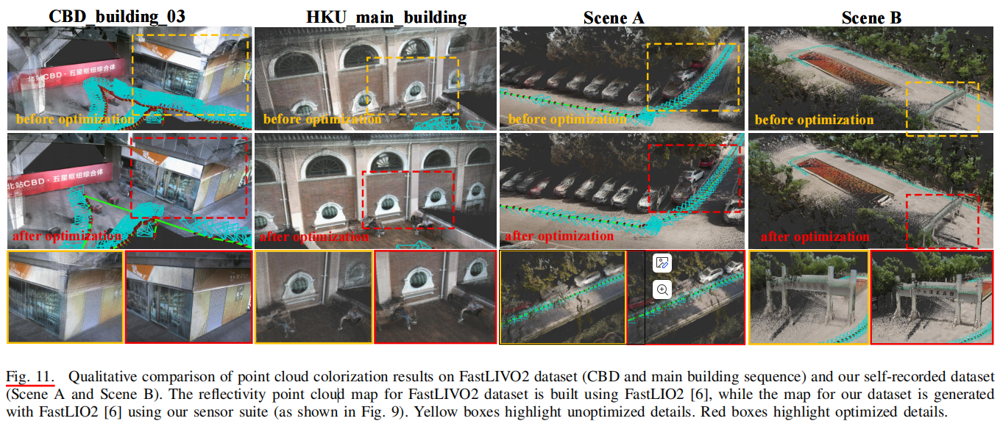 CBD_building_03
HKU_main_building
Scene A
Scene B
北站CBD·五星枢纽综合体
before optimization
before optimization
before optimization
before optimization
北站CBD·五星枢纽综合体
after optimization
after optimization
after optimization
after optimization
Fig. 11. Qualitative comparison of point cloud colorization results on FastLIVO2 dataset (CBD and main building sequence) and our self-recorded dataset
(Scene A and Scene B). The reflectivity point cloud map for FastLIVO2 dataset is built using FastLIO2 [6], while the map for our dataset is generated
with FastLIO2 [6] using our sensor suite (as shown in Fig. 9). Yellow boxes highlight unoptimized details. Red boxes highlight optimized details.